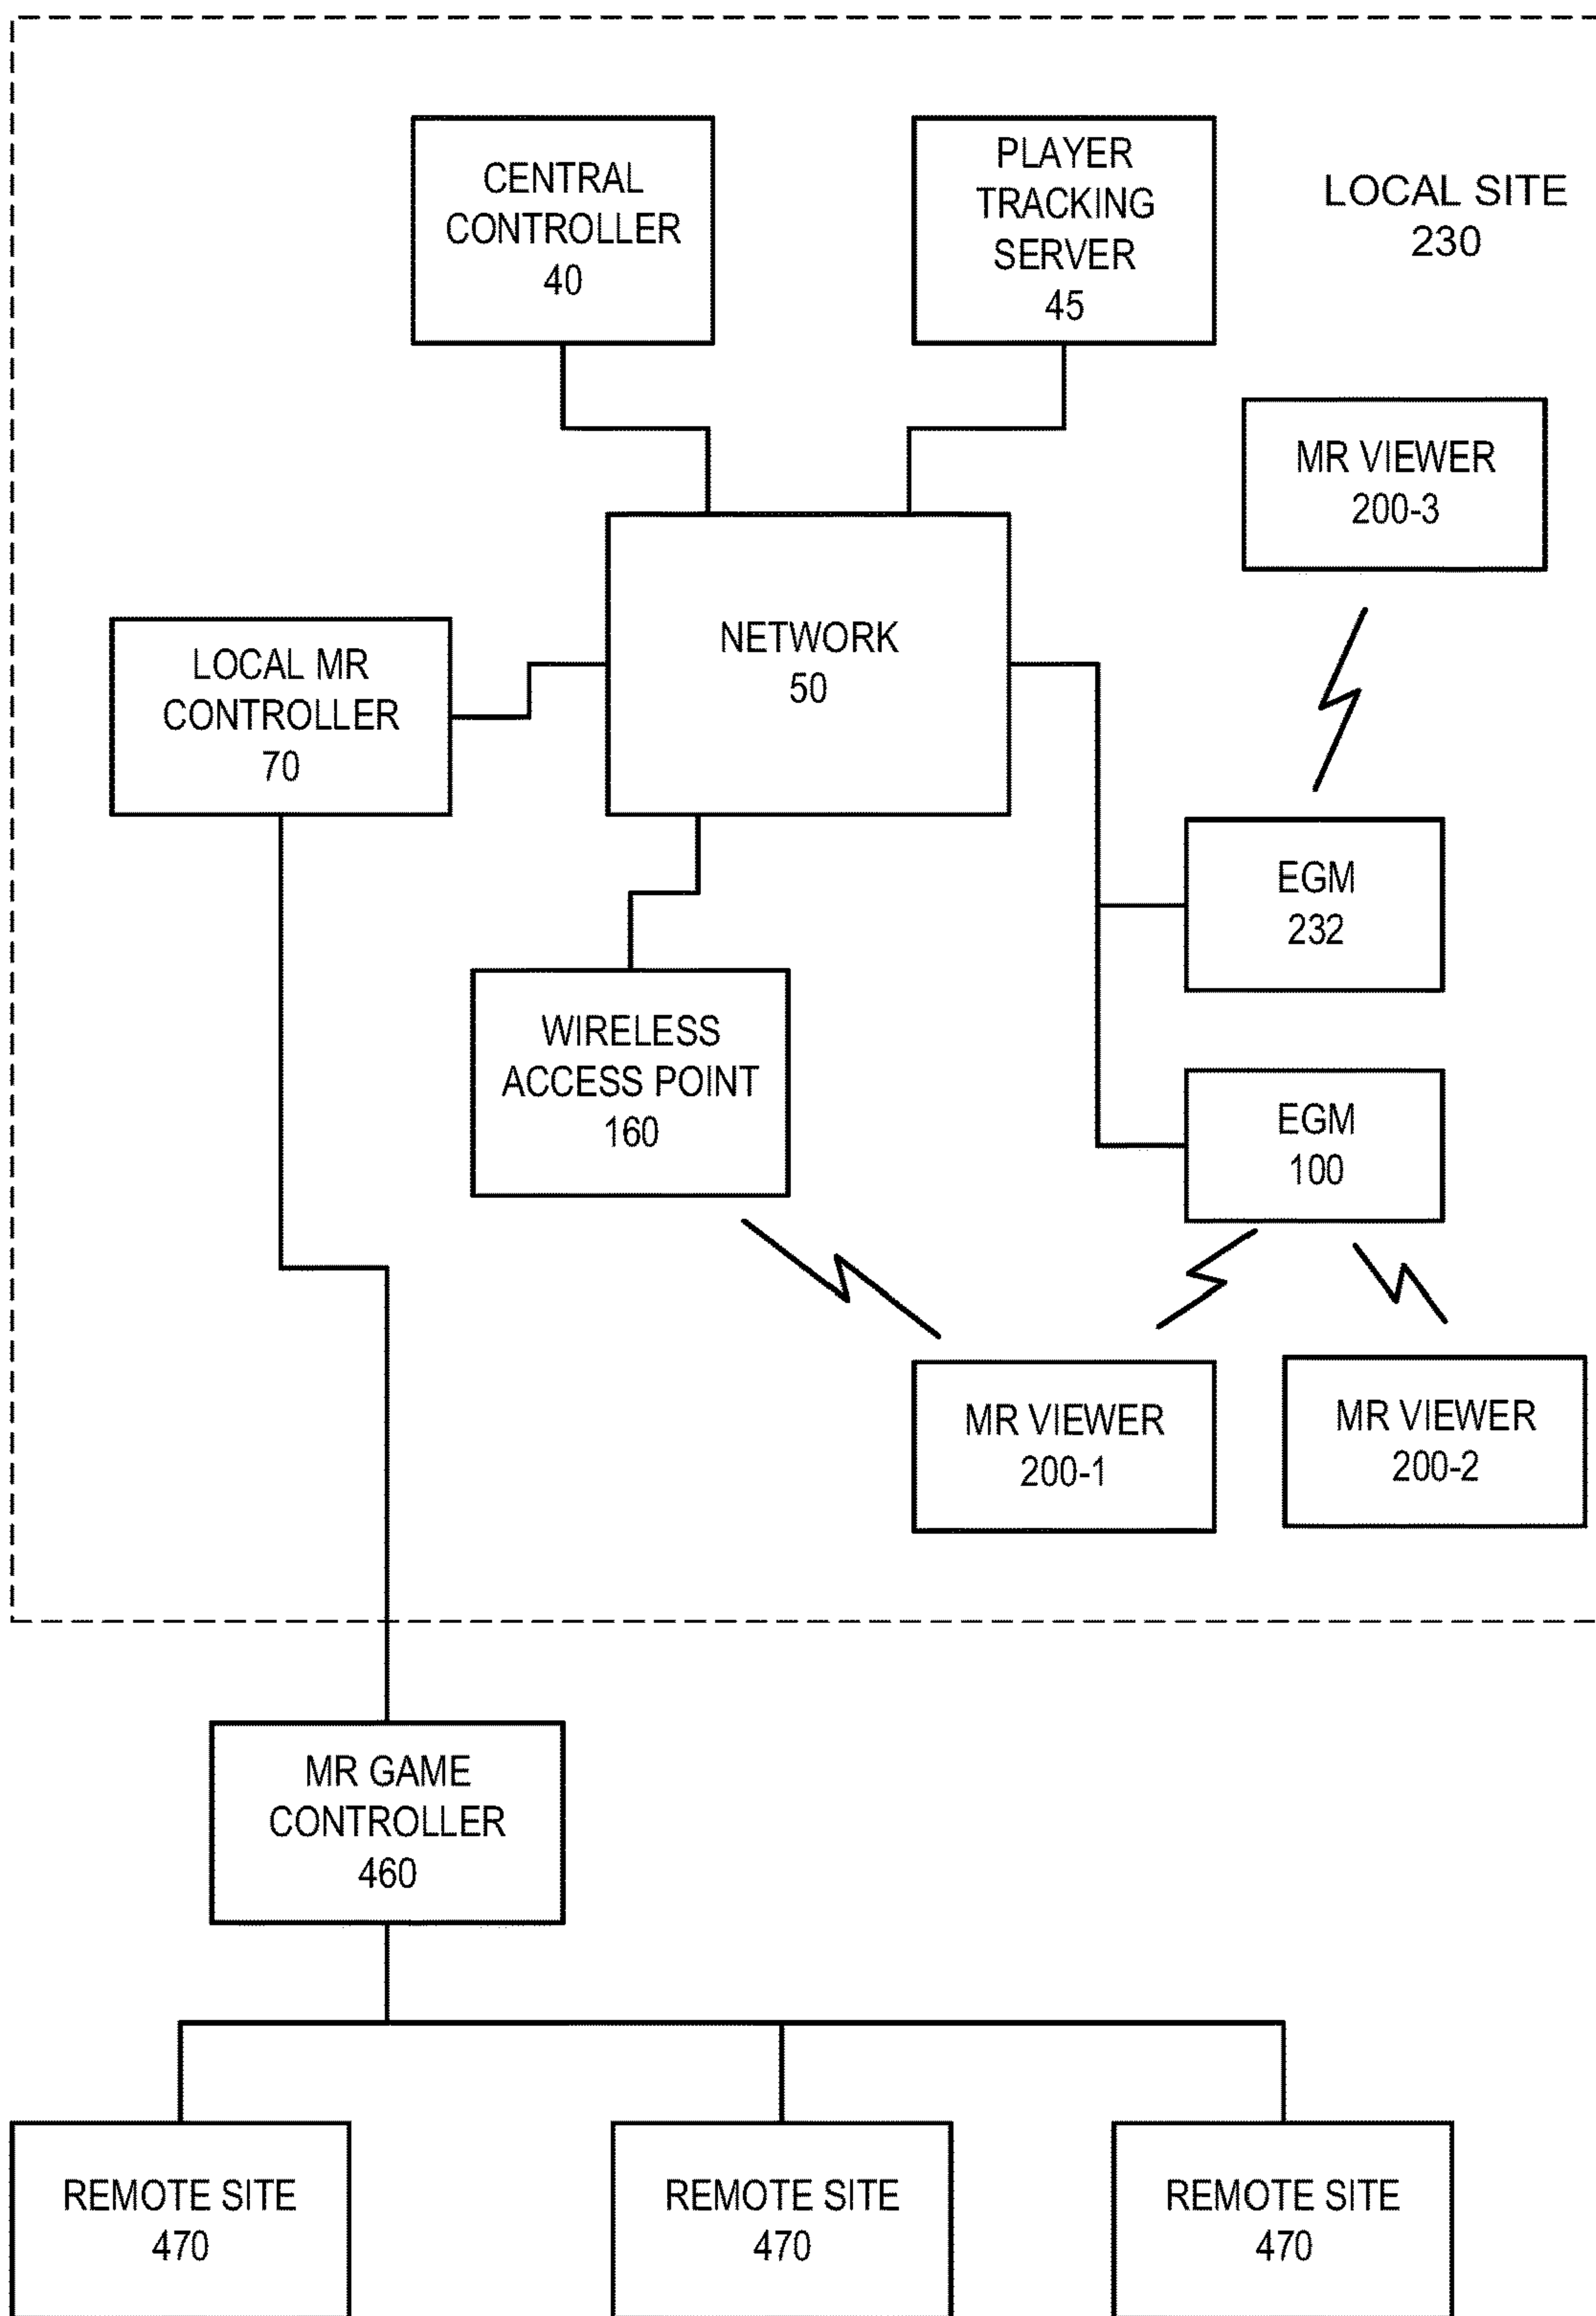 CENTRAL
CONTROLLER
40
PLAYER
TRACKING
SERVER
45
LOCAL SITE
230
MR VIEWER
200-3
NETWORK
50
LOCAL MR
CONTROLLER
70
EGM
232
WIRELESS
ACCESS POINT
160
EGM
100
MR VIEWER
200-1
MR VIEWER
200-2
MR GAME
CONTROLLER
460
REMOTE SITE
470
REMOTE SITE
470
REMOTE SITE
470